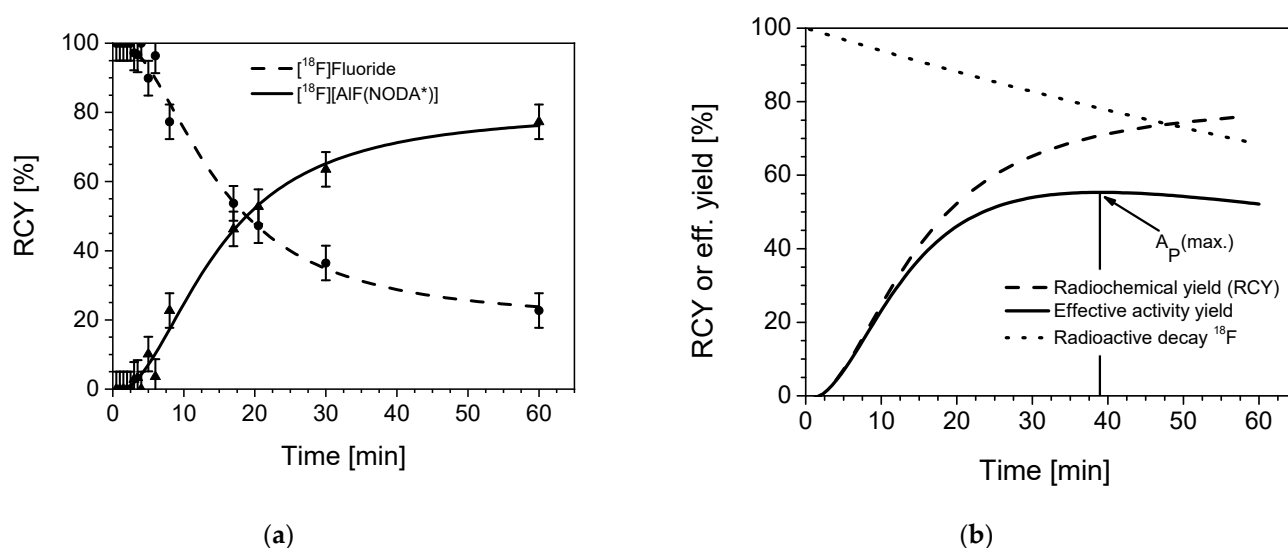 100
80
60
40
20
0
RCY [%]
[¹⁸F]Fluoride
[¹⁸F][AlF(NODA*)]
0 10 20 30 40 50 60
Time [min]
(a)
100
80
60
40
20
0
RCY or eff. yield [%]
A_P(max.)
Radiochemical yield (RCY)
Effective activity yield
Radioactive decay ¹⁸F
0 10 20 30 40 50 60
Time [min]
(b)